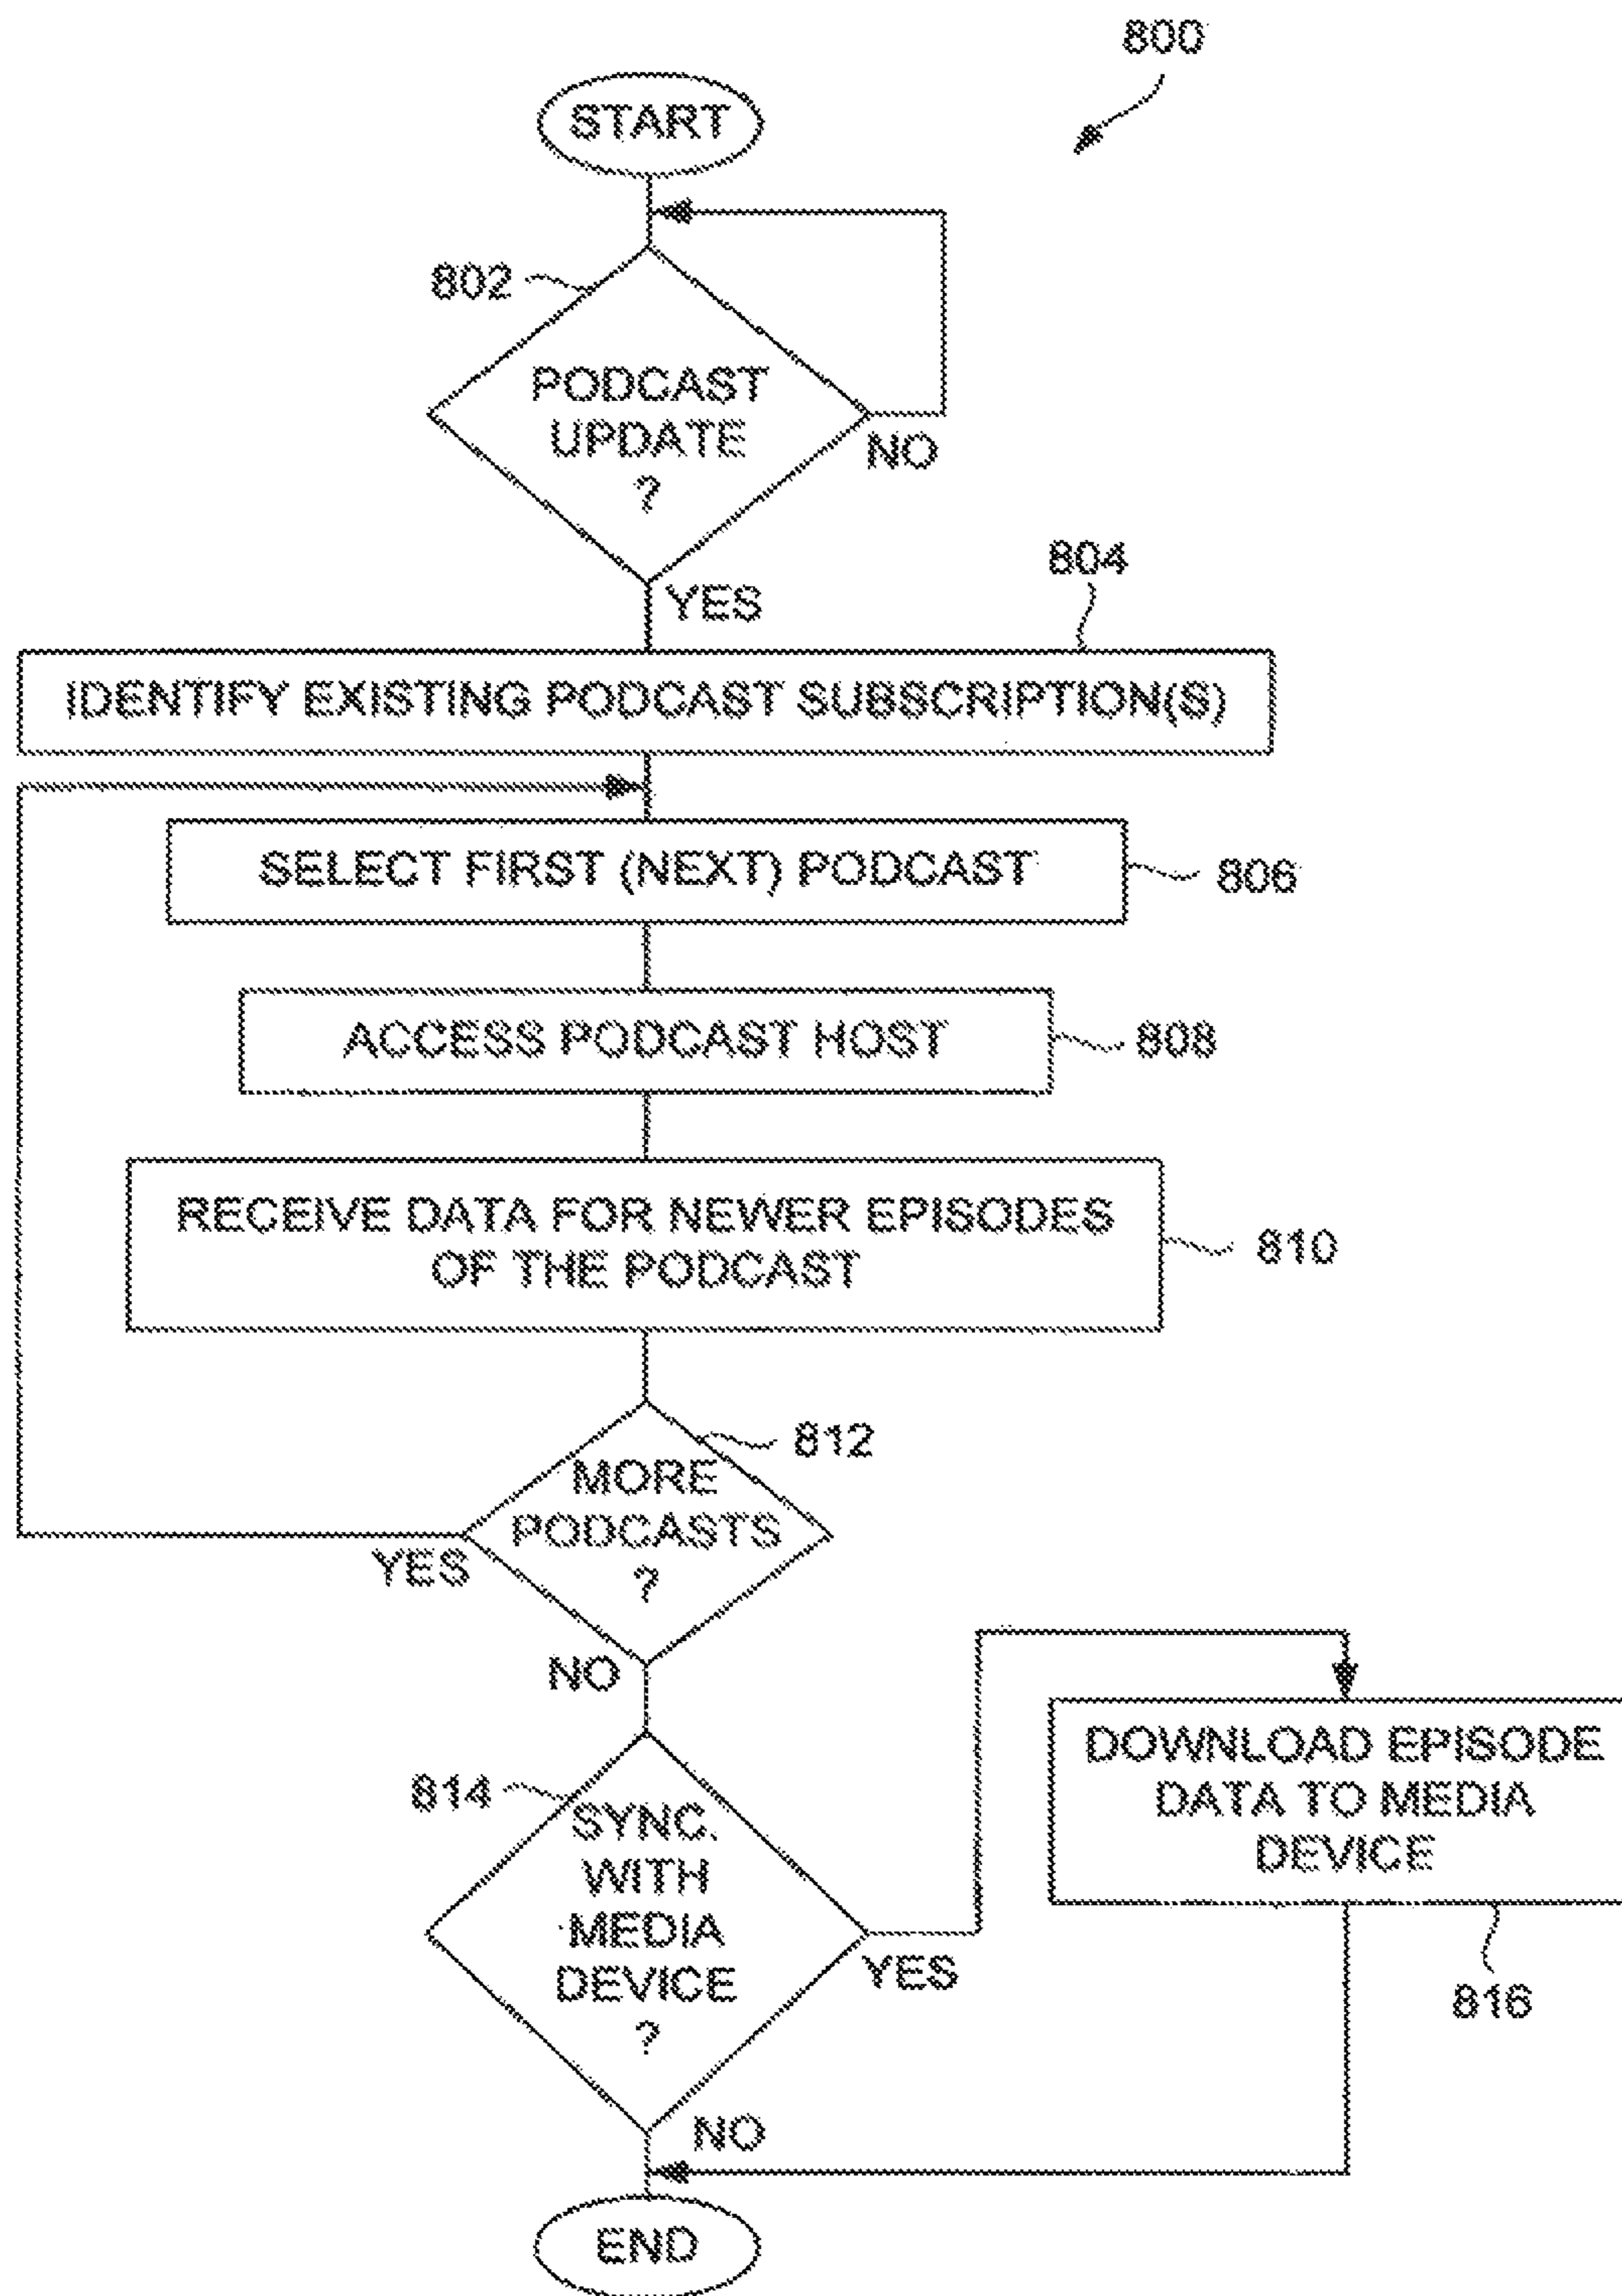 800
START
802
PODCAST
UPDATE
?
NO
YES
804
IDENTIFY EXISTING PODCAST SUBSCRIPTION(S)
SELECT FIRST (NEXT) PODCAST
806
ACCESS PODCAST HOST
808
RECEIVE DATA FOR NEWER EPISODES
OF THE PODCAST
810
812
MORE
PODCASTS
?
YES
NO
814
SYNC.
WITH
MEDIA
DEVICE
?
YES
DOWNLOAD EPISODE
DATA TO MEDIA
DEVICE
816
NO
END